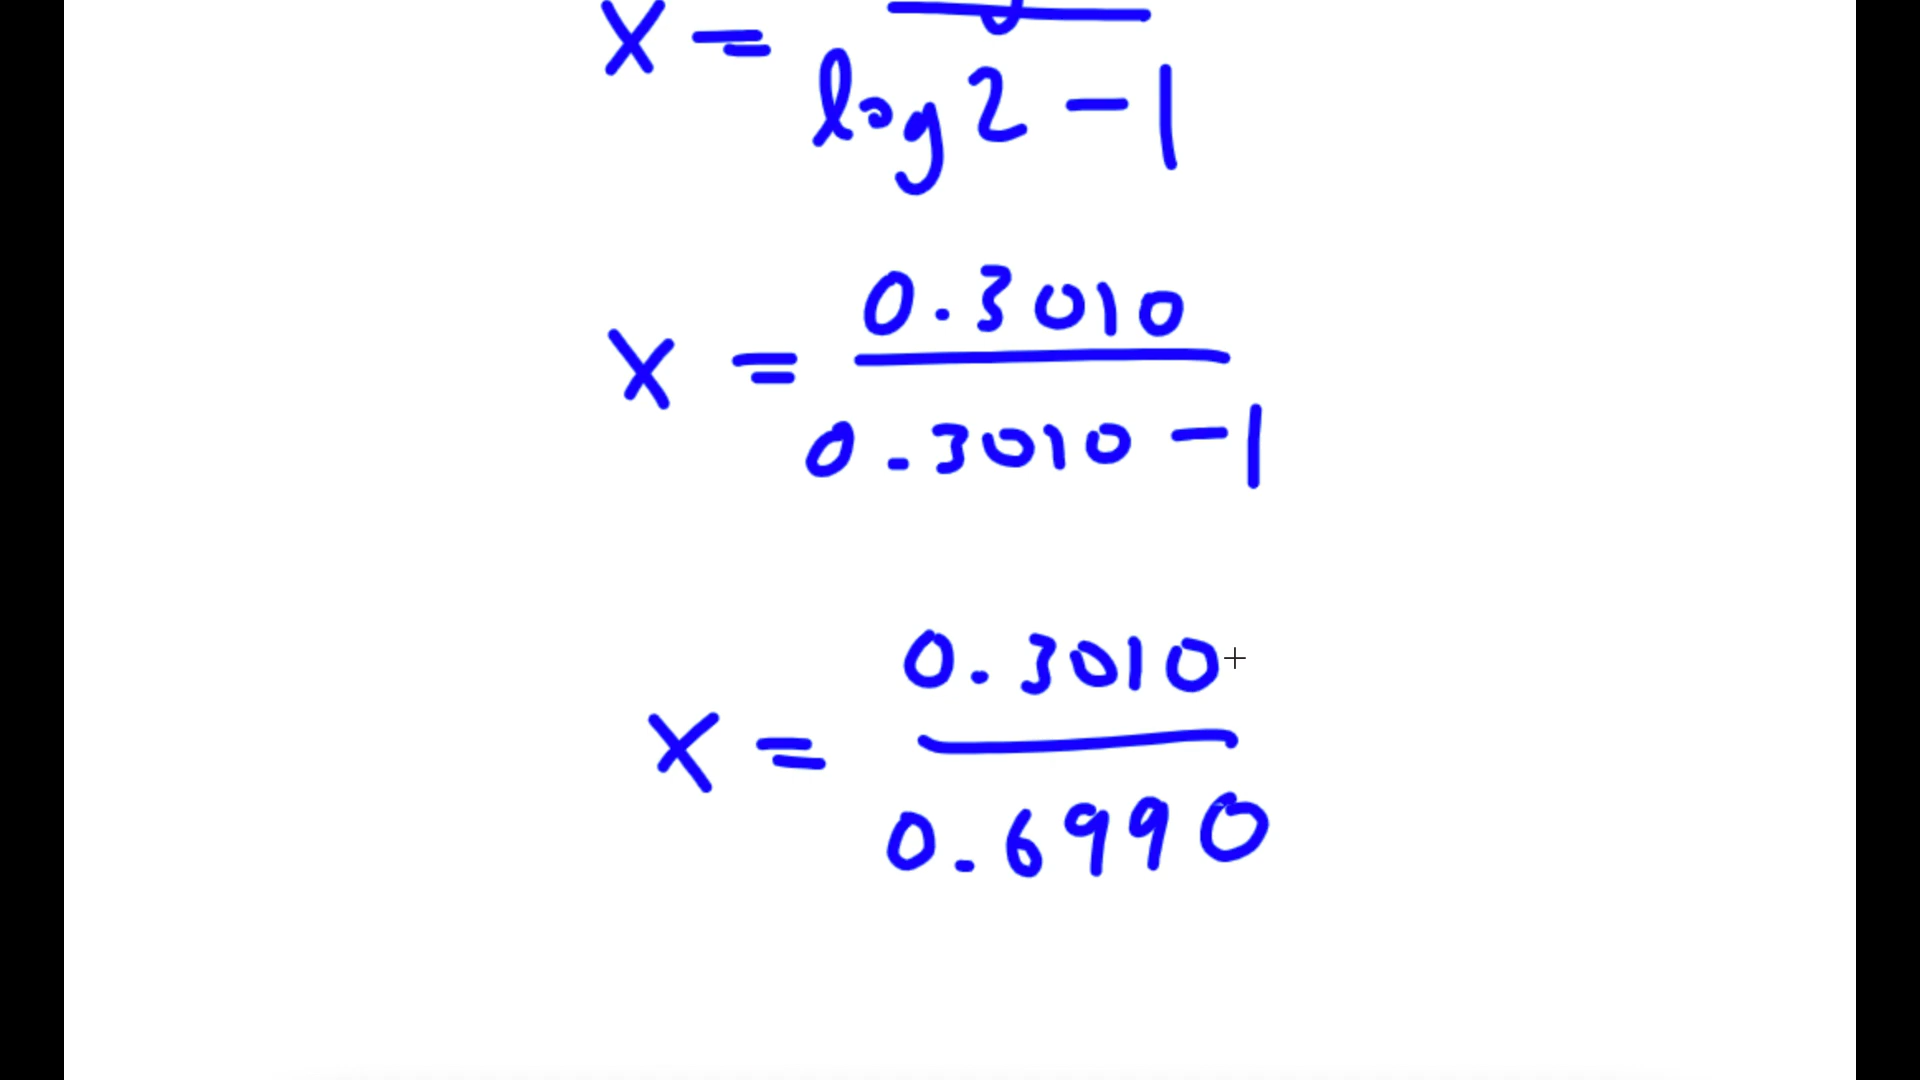 x =
log 2 - 1
0.3010
x =
0.3010 - 1
0.3010
x =
0.6990